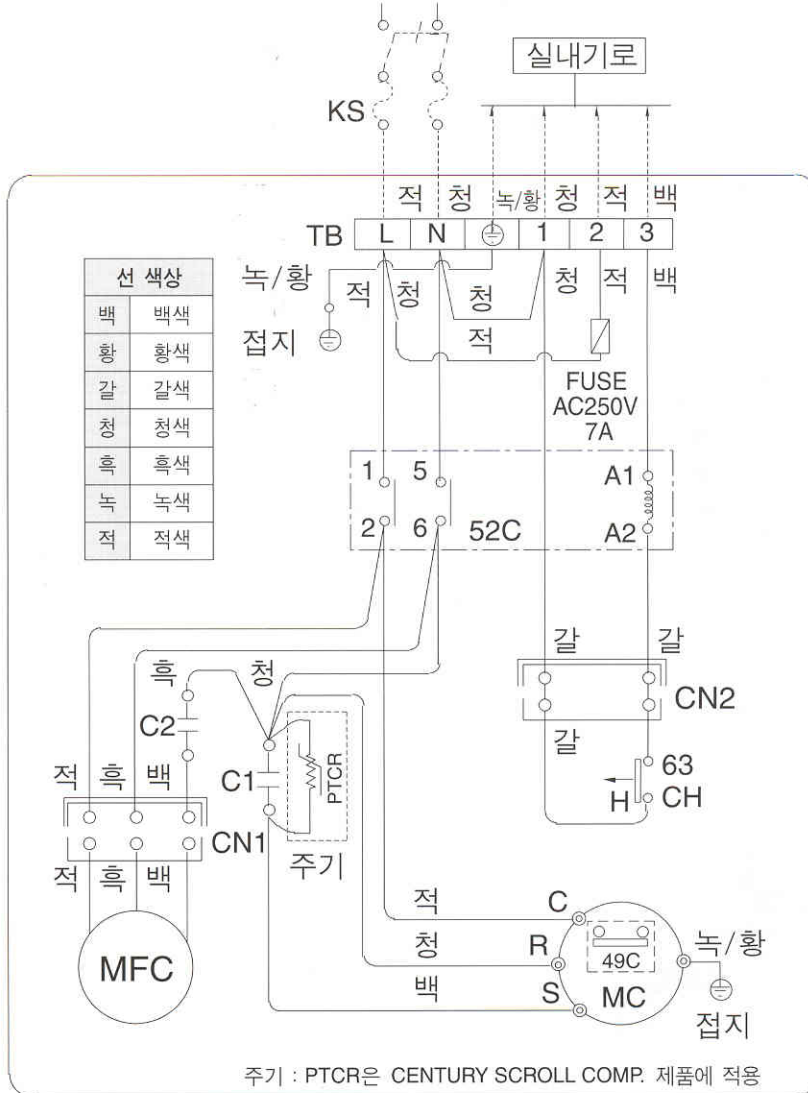 실내기로
KS
적 청 녹/황 청 적 백
TB L N 1 2 3
녹/황 적 청 청 청 적 백
접지 적
선 색상
백 백색
황 황색
갈 갈색
청 청색
흑 흑색
녹 녹색
적 적색
FUSE
AC250V
7A
1 5 A1
2 6 52C A2
갈 갈
CN2
갈
흑 청
C2
C1
PTCR
주기
63
H CH
적 흑 백
CN1
적 흑 백
MFC
적 C
청 R
백 S
49C
MC
녹/황
접지
주기 : PTCR은 CENTURY SCROLL COMP. 제품에 적용